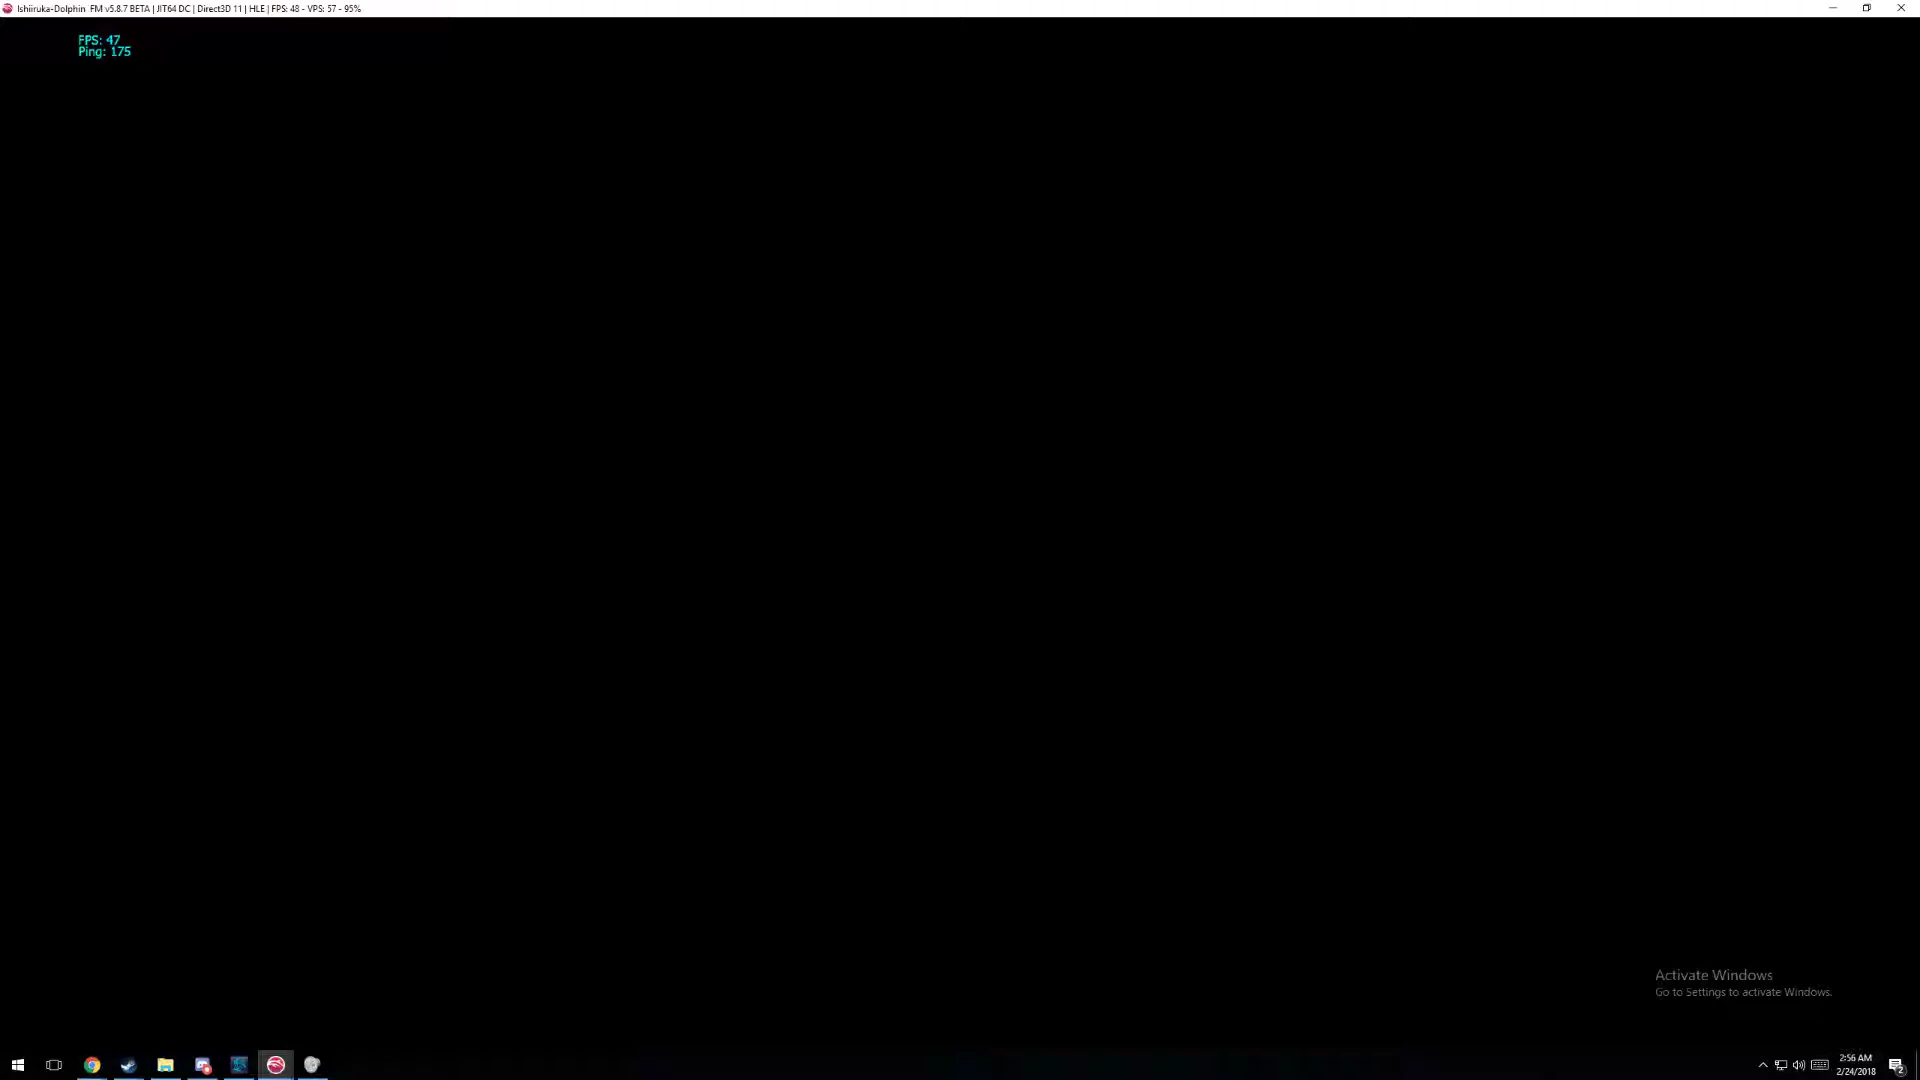 Ishiiruka-Dolphin FM v5.8.7 BETA | JIT64 DC | Direct3D 11 | HLE | FPS: 48 - VPS: 57 - 95%
FPS: 47
Ping: 175
Activate Windows
Go to Settings to activate Windows.
2:56 AM
2/24/2018
2